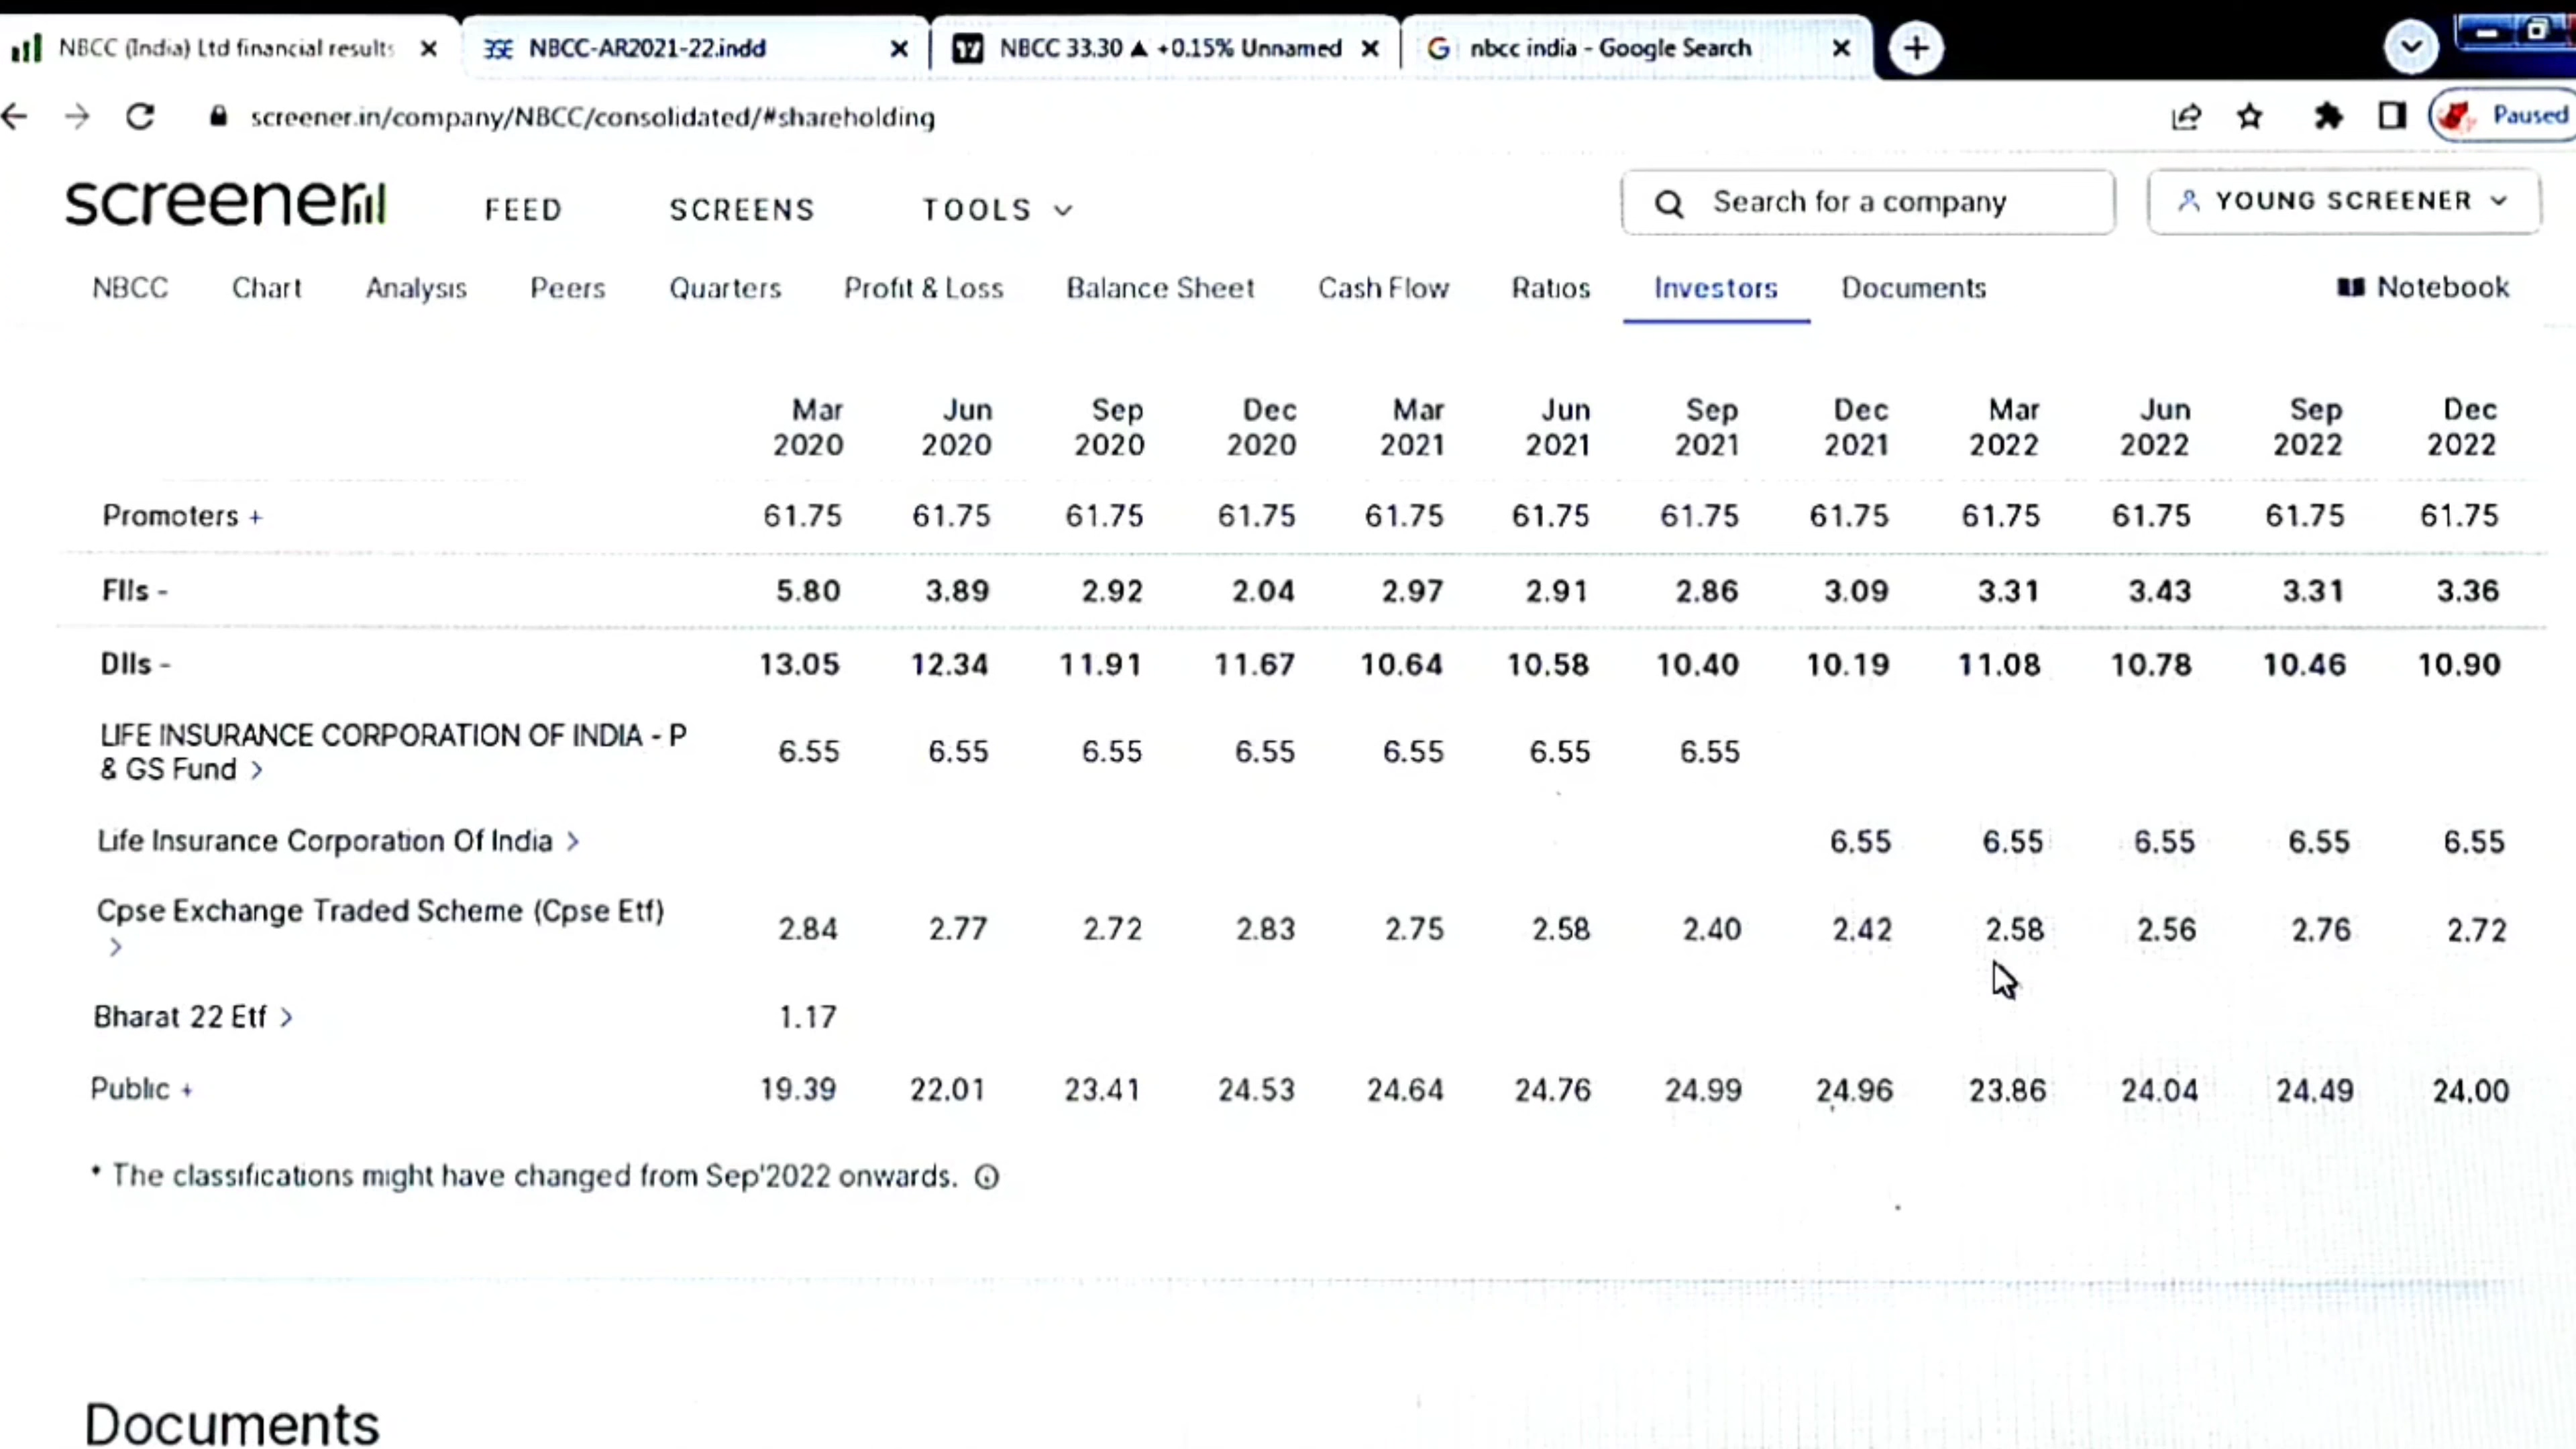 NBCC (India) Ltd financial results
NBCC-AR2021-22.indd
NBCC 33.30 ▲ +0.15% Unnamed
nbcc india - Google Search
screener.in/company/NBCC/consolidated/#shareholding
Paused
screener
FEED
SCREENS
TOOLS
Search for a company
YOUNG SCREENER
NBCC Chart Analysis Peers Quarters Profit & Loss Balance Sheet Cash Flow Ratios Investors Documents Notebook
Mar Jun Sep Dec Mar Jun Sep Dec Mar Jun Sep Dec
2020 2020 2020 2020 2021 2021 2021 2021 2022 2022 2022 2022
Promoters + 61.75 61.75 61.75 61.75 61.75 61.75 61.75 61.75 61.75 61.75 61.75 61.75
FIIs - 5.80 3.89 2.92 2.04 2.97 2.91 2.86 3.09 3.31 3.43 3.31 3.36
DIIs - 13.05 12.34 11.91 11.67 10.64 10.58 10.40 10.19 11.08 10.78 10.46 10.90
LIFE INSURANCE CORPORATION OF INDIA - P
& GS Fund > 6.55 6.55 6.55 6.55 6.55 6.55 6.55
Life Insurance Corporation Of India > 6.55 6.55 6.55 6.55 6.55
Cpse Exchange Traded Scheme (Cpse Etf)
> 2.84 2.77 2.72 2.83 2.75 2.58 2.40 2.42 2.58 2.56 2.76 2.72
Bharat 22 Etf > 1.17
Public + 19.39 22.01 23.41 24.53 24.64 24.76 24.99 24.96 23.86 24.04 24.49 24.00
* The classifications might have changed from Sep'2022 onwards.
Documents